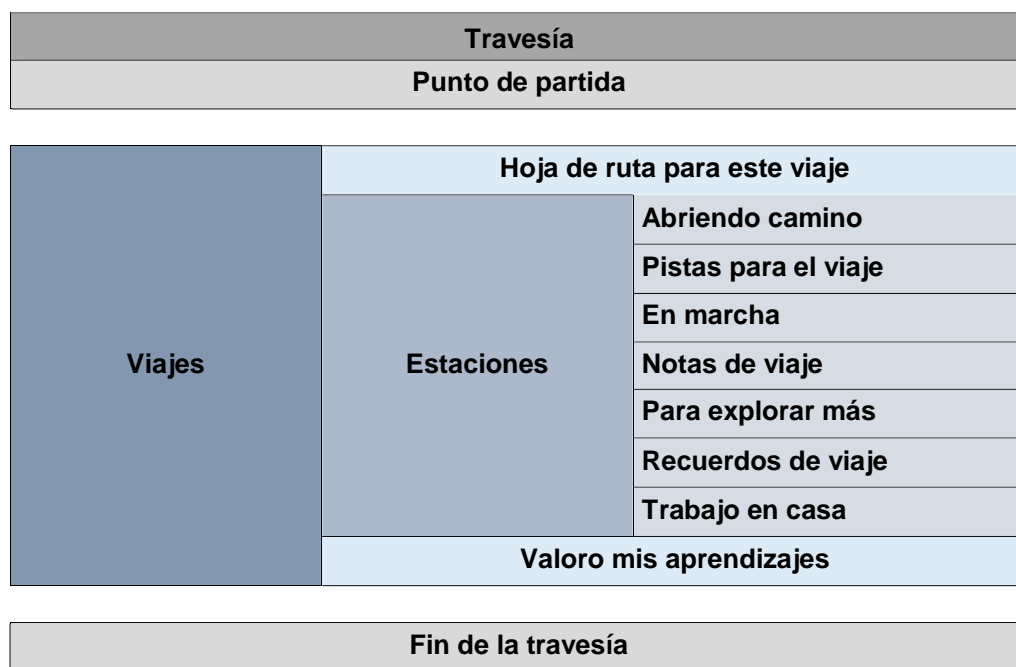 Travesía
Punto de partida
Hoja de ruta para este viaje
Viajes
Estaciones
Abriendo camino
Pistas para el viaje
En marcha
Notas de viaje
Para explorar más
Recuerdos de viaje
Trabajo en casa
Valoro mis aprendizajes
Fin de la travesía